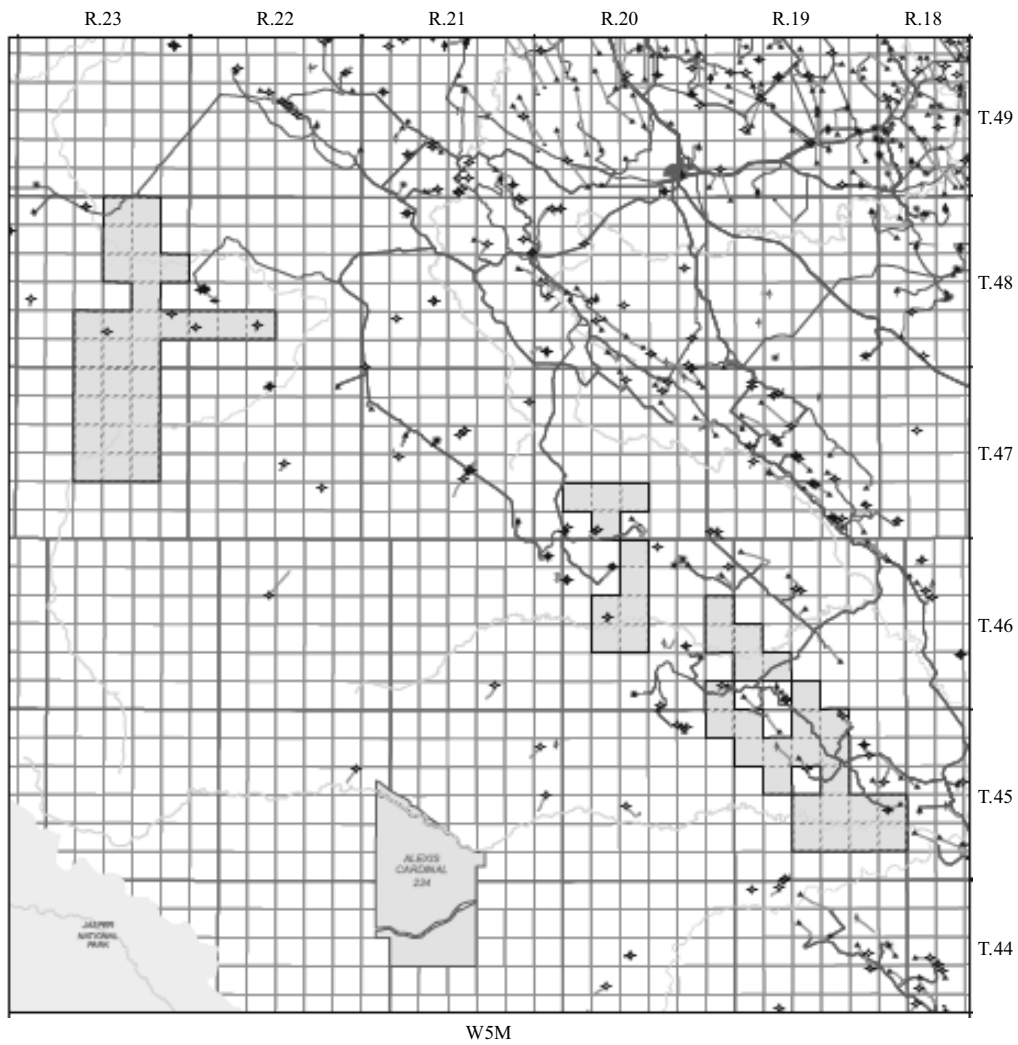 R.23 R.22 R.21 R.20 R.19 R.18
T.49
T.48
T.47
T.46
T.45
ALEXIS
CARDINAL
234
JASPER
NATIONAL
PARK
T.44
W5M